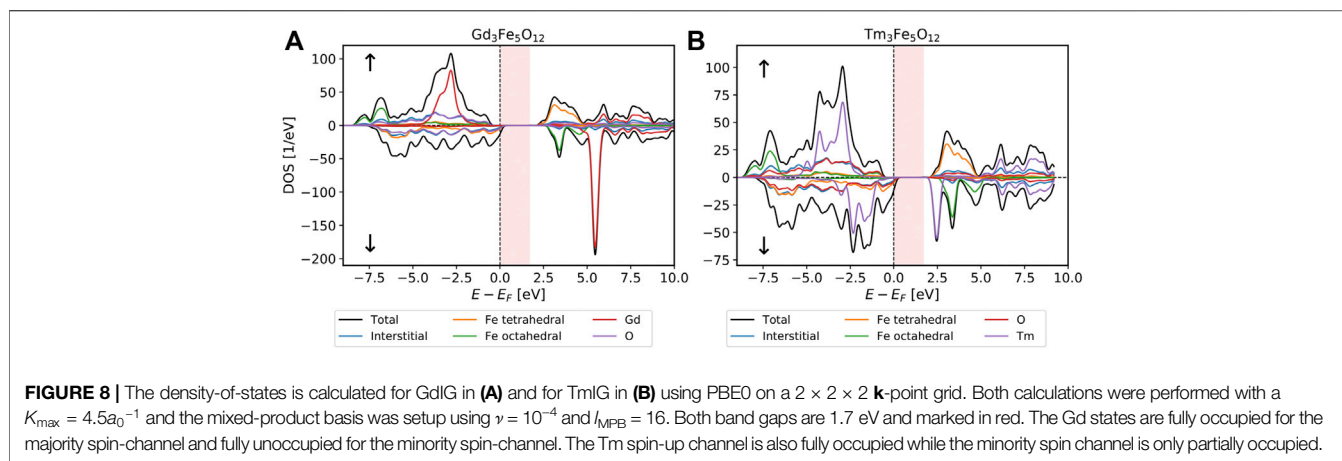 A
Gd₃Fe₅O₁₂
B
Tm₃Fe₅O₁₂
DOS [1/eV]
100
50
0
−50
−100
−150
−200
↑
↓
−7.5 −5.0 −2.5 0.0 2.5 5.0 7.5 10.0
E − E_F [eV]
100
75
50
25
0
−25
−50
−75
↑
↓
−7.5 −5.0 −2.5 0.0 2.5 5.0 7.5 10.0
E − E_F [eV]
Total Fe tetrahedral Gd
Interstitial Fe octahedral O
Total Fe tetrahedral O
Interstitial Fe octahedral Tm
FIGURE 8 | The density-of-states is calculated for GdIG in (A) and for TmIG in (B) using PBE0 on a 2 × 2 × 2 k-point grid. Both calculations were performed with a
K_max = 4.5a₀⁻¹ and the mixed-product basis was setup using ν = 10⁻⁴ and l_MPB = 16. Both band gaps are 1.7 eV and marked in red. The Gd states are fully occupied for the
majority spin-channel and fully unoccupied for the minority spin-channel. The Tm spin-up channel is also fully occupied while the minority spin channel is only partially occupied.